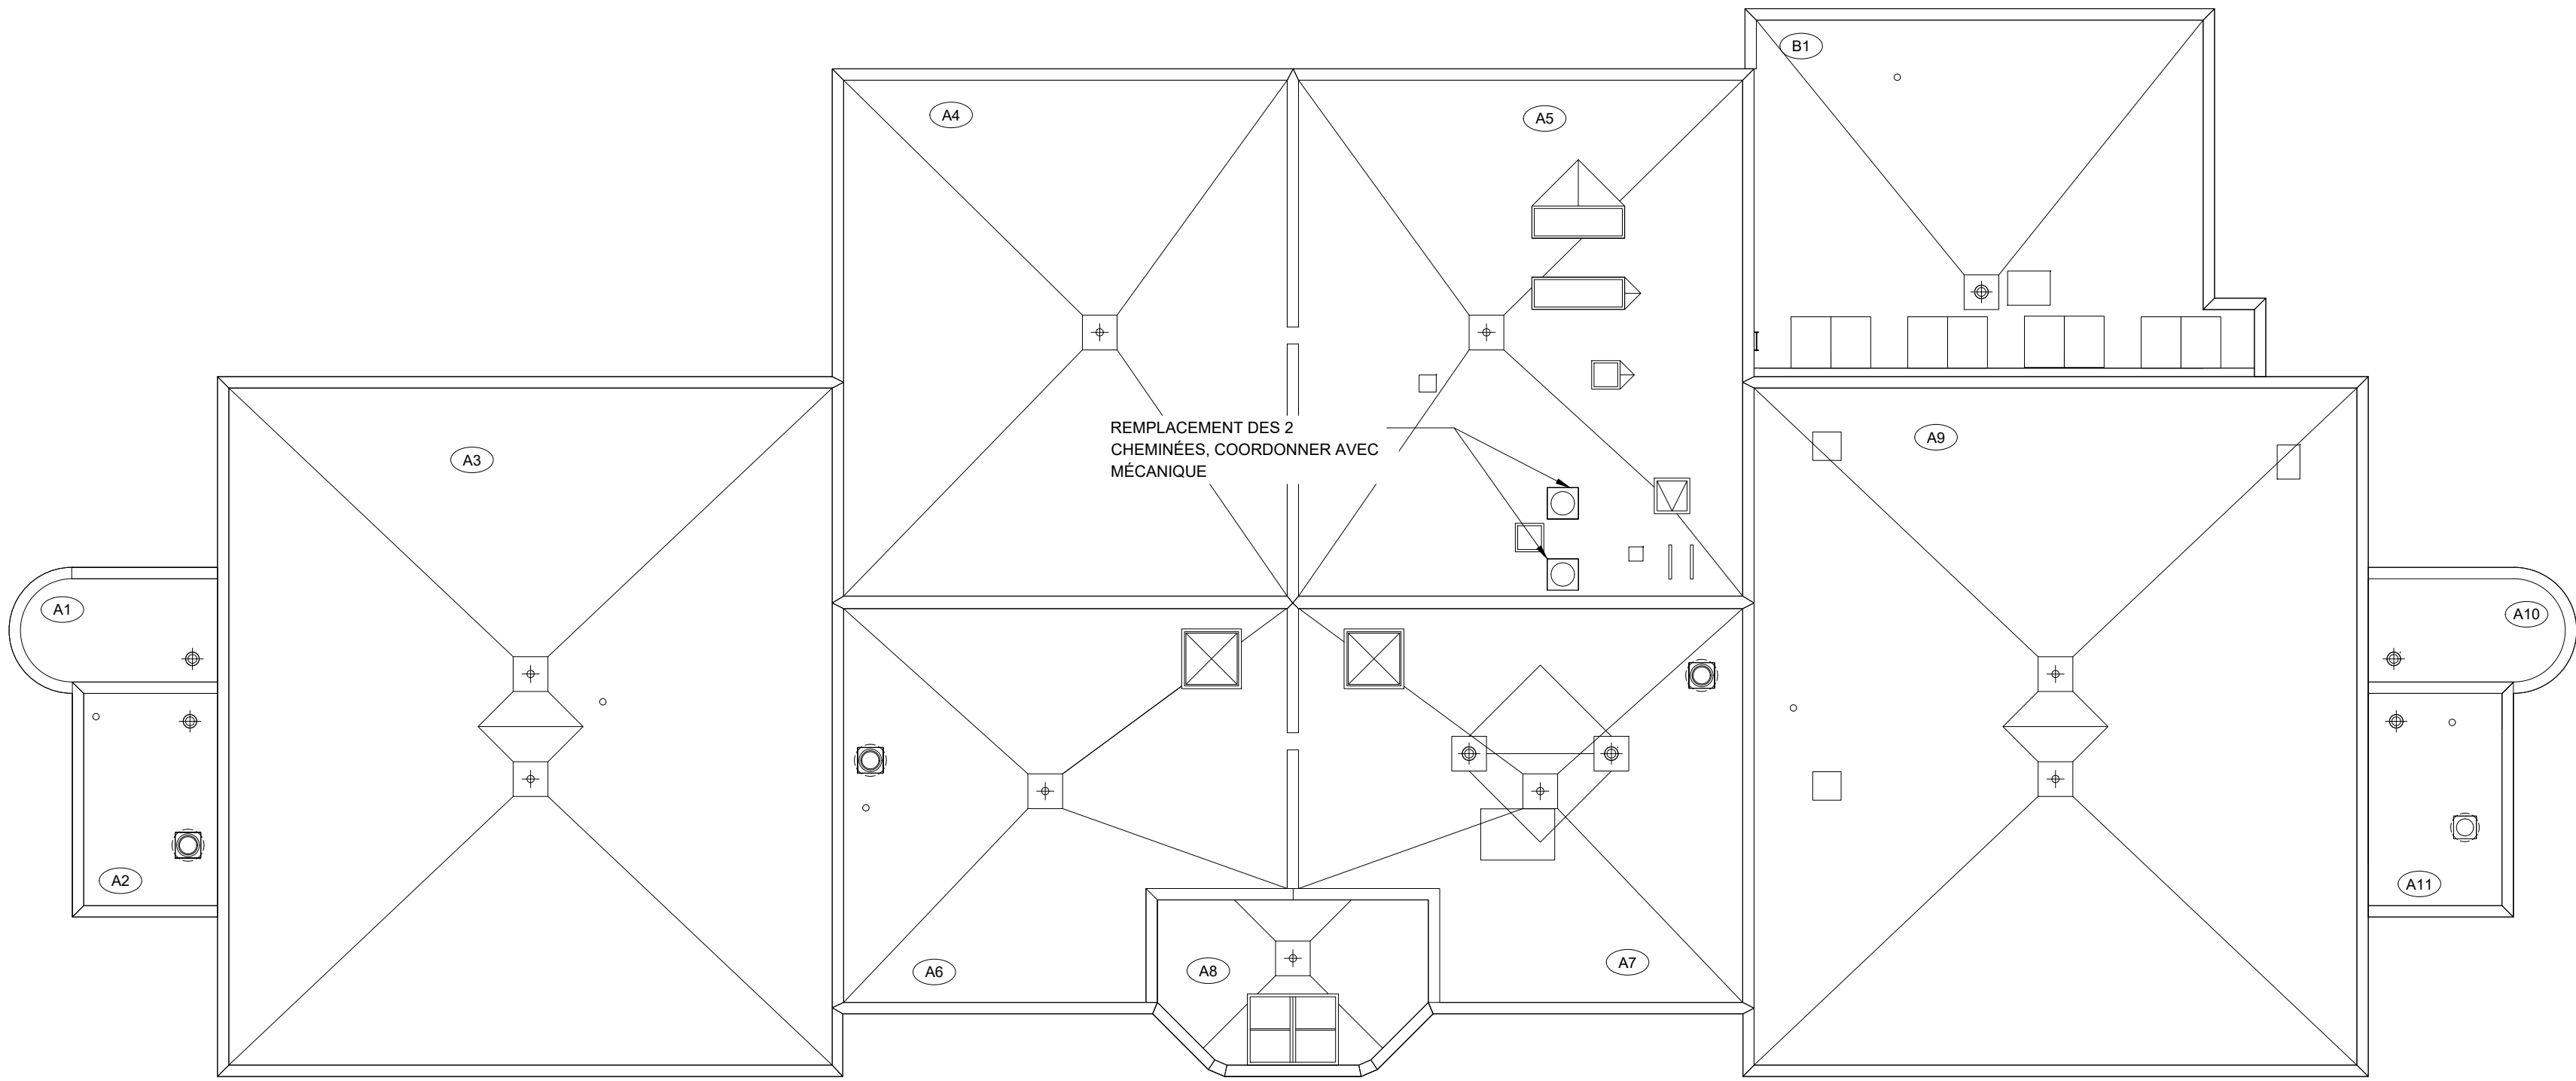 B1
A4
A5
REMPLACEMENT DES 2
CHEMINÉES, COORDONNER AVEC
MÉCANIQUE
A3
A9
A1
A10
A2
A11
A6
A8
A7